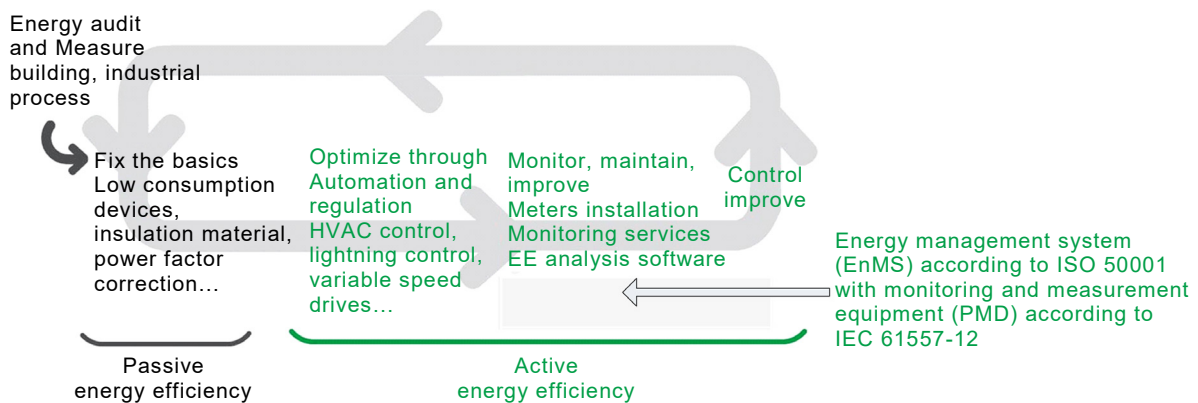 Energy audit
and Measure
building, industrial
process
Fix the basics
Low consumption
devices,
insulation material,
power factor
correction…
Optimize through
Automation and
regulation
HVAC control,
lightning control,
variable speed
drives…
Monitor, maintain,
improve
Meters installation
Monitoring services
EE analysis software
Control
improve
Energy management system
(EnMS) according to ISO 50001
with monitoring and measurement
equipment (PMD) according to
IEC 61557-12
Passive
energy efficiency
Active
energy efficiency